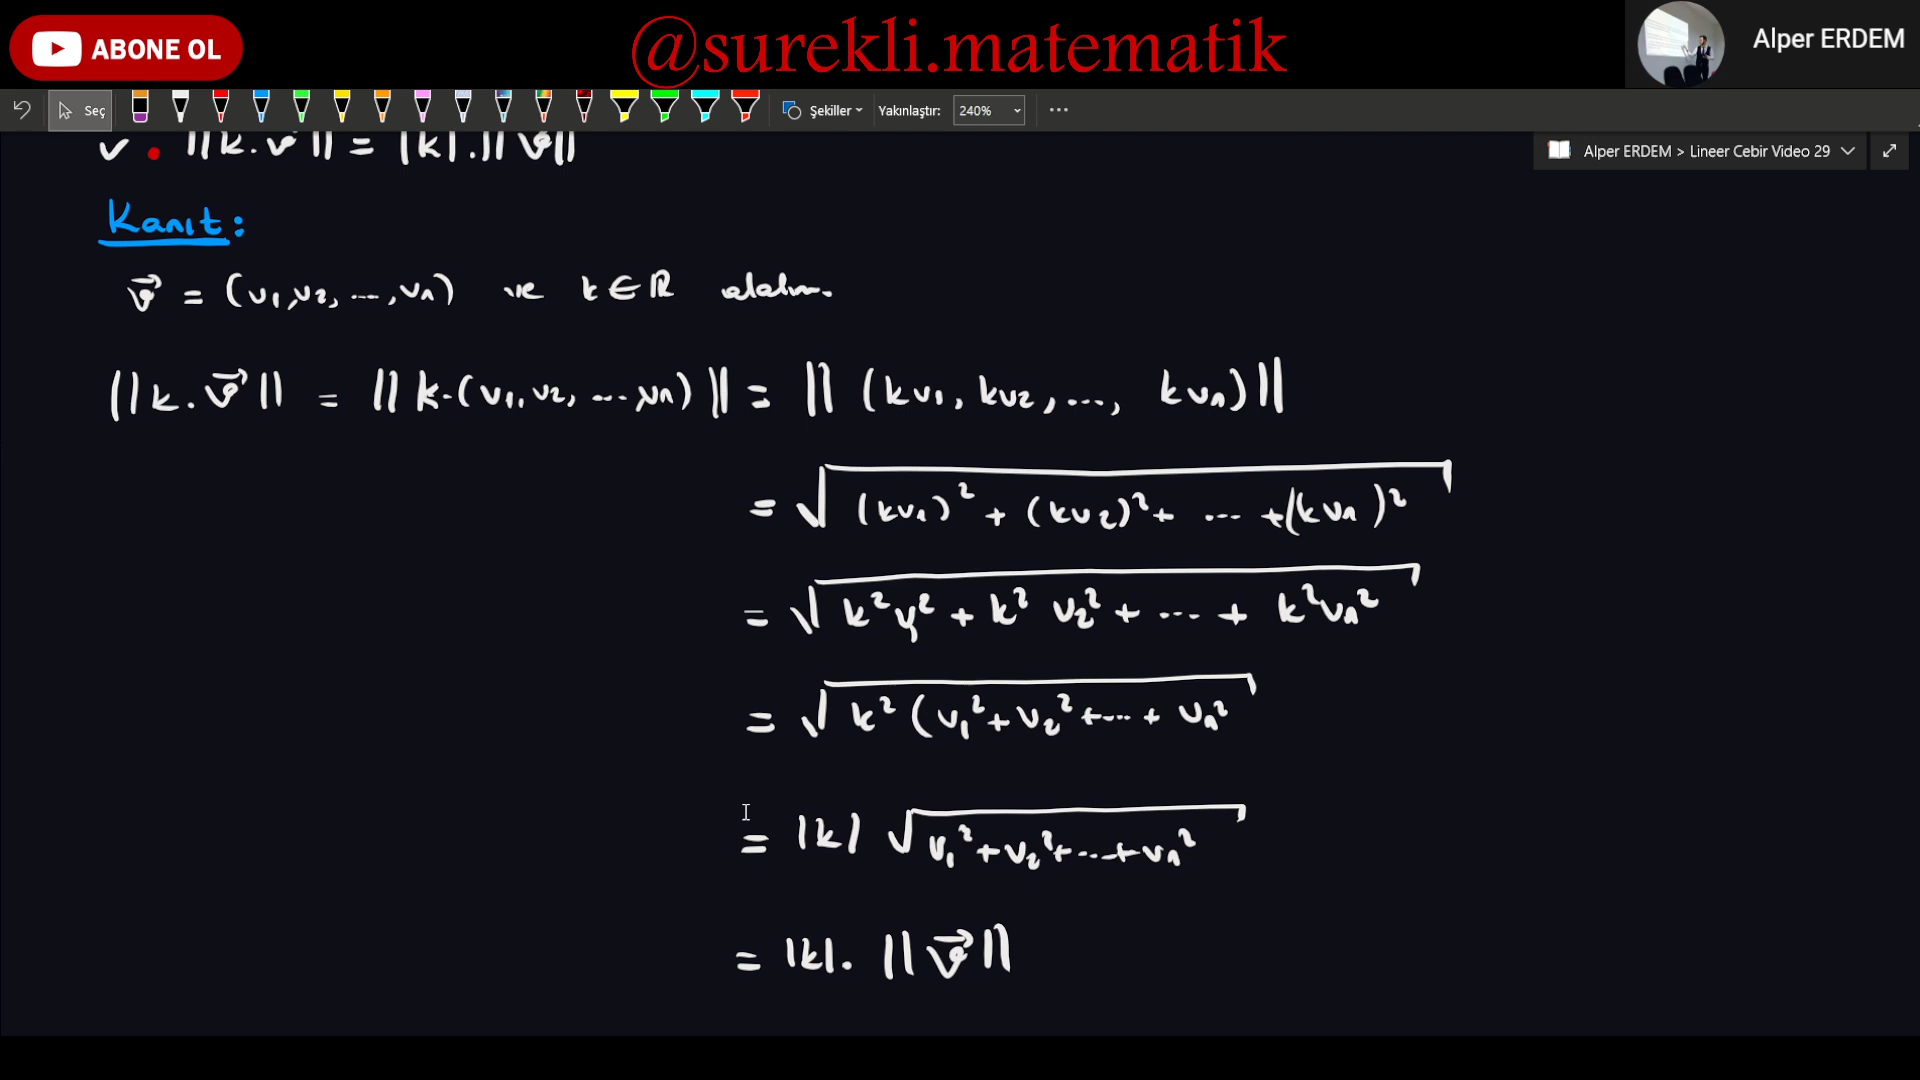 ABONE OL
@surekli.matematik
Alper ERDEM
Seç Şekiller Yakınlaştır: 240% ...
Alper ERDEM > Lineer Cebir Video 29
✓ • ||k.v⃗|| = |k|.||v⃗||
Kanıt:
v⃗ = (v₁,v₂,...,vₙ) ve k∈ℝ alalım.
||k.v⃗|| = ||k.(v₁,v₂,...,vₙ)|| = ||(kv₁, kv₂,..., kvₙ)||
= √((kv₁)² + (kv₂)² + ... + (kvₙ)²)
= √(k²v₁² + k² v₂² + ... + k²vₙ²)
= √(k² (v₁²+v₂²+...+ vₙ²
= |k| √(v₁²+v₂²+...+vₙ²)
= |k|. ||v⃗||